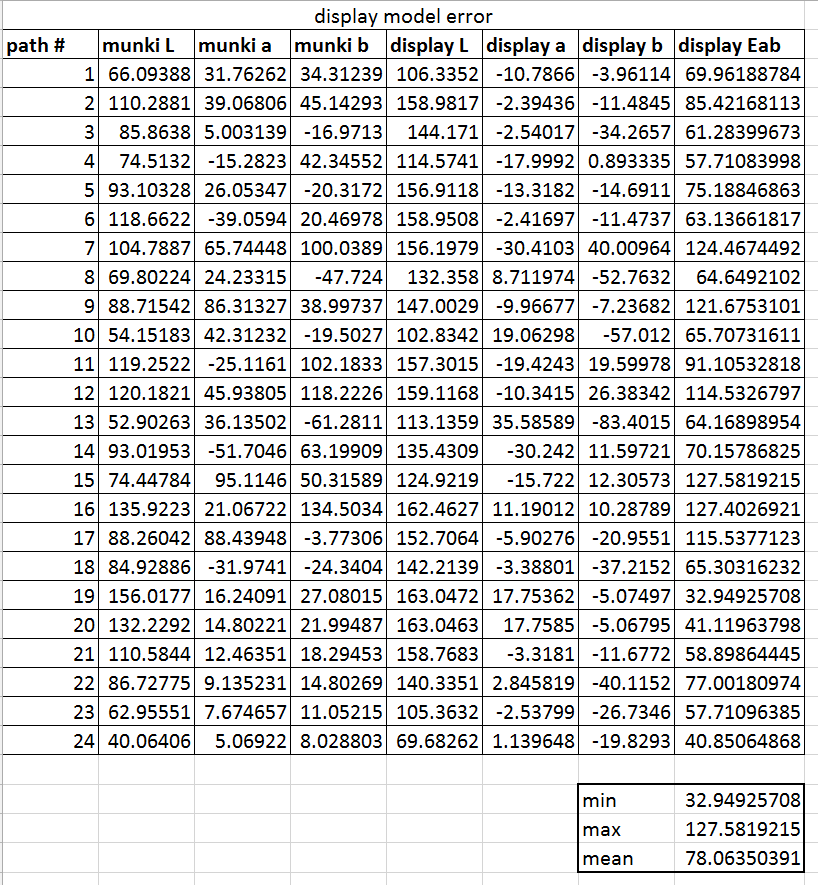 display model error
path # munki L munki a munki b display L display a display b display Eab
1 66.09388 31.76262 34.31239 106.3352 -10.7866 -3.96114 69.96188784
2 110.2881 39.06806 45.14293 158.9817 -2.39436 -11.4845 85.42168113
3 85.8638 5.003139 -16.9713 144.171 -2.54017 -34.2657 61.28399673
4 74.5132 -15.2823 42.34552 114.5741 -17.9992 0.893335 57.71083998
5 93.10328 26.05347 -20.3172 156.9118 -13.3182 -14.6911 75.18846863
6 118.6622 -39.0594 20.46978 158.9508 -2.41697 -11.4737 63.13661817
7 104.7887 65.74448 100.0389 156.1979 -30.4103 40.00964 124.4674492
8 69.80224 24.23315 -47.724 132.358 8.711974 -52.7632 64.6492102
9 88.71542 86.31327 38.99737 147.0029 -9.96677 -7.23682 121.6753101
10 54.15183 42.31232 -19.5027 102.8342 19.06298 -57.012 65.70731611
11 119.2522 -25.1161 102.1833 157.3015 -19.4243 19.59978 91.10532818
12 120.1821 45.93805 118.2226 159.1168 -10.3415 26.38342 114.5326797
13 52.90263 36.13502 -61.2811 113.1359 35.58589 -83.4015 64.16898954
14 93.01953 -51.7046 63.19909 135.4309 -30.242 11.59721 70.15786825
15 74.44784 95.1146 50.31589 124.9219 -15.722 12.30573 127.5819215
16 135.9223 21.06722 134.5034 162.4627 11.19012 10.28789 127.4026921
17 88.26042 88.43948 -3.77306 152.7064 -5.90276 -20.9551 115.5377123
18 84.92886 -31.9741 -24.3404 142.2139 -3.38801 -37.2152 65.30316232
19 156.0177 16.24091 27.08015 163.0472 17.75362 -5.07497 32.94925708
20 132.2292 14.80221 21.99487 163.0463 17.7585 -5.06795 41.11963798
21 110.5844 12.46351 18.29453 158.7683 -3.3181 -11.6772 58.89864445
22 86.72775 9.135231 14.80269 140.3351 2.845819 -40.1152 77.00180974
23 62.95551 7.674657 11.05215 105.3632 -2.53799 -26.7346 57.71096385
24 40.06406 5.06922 8.028803 69.68262 1.139648 -19.8293 40.85064868
min 32.94925708
max 127.5819215
mean 78.06350391